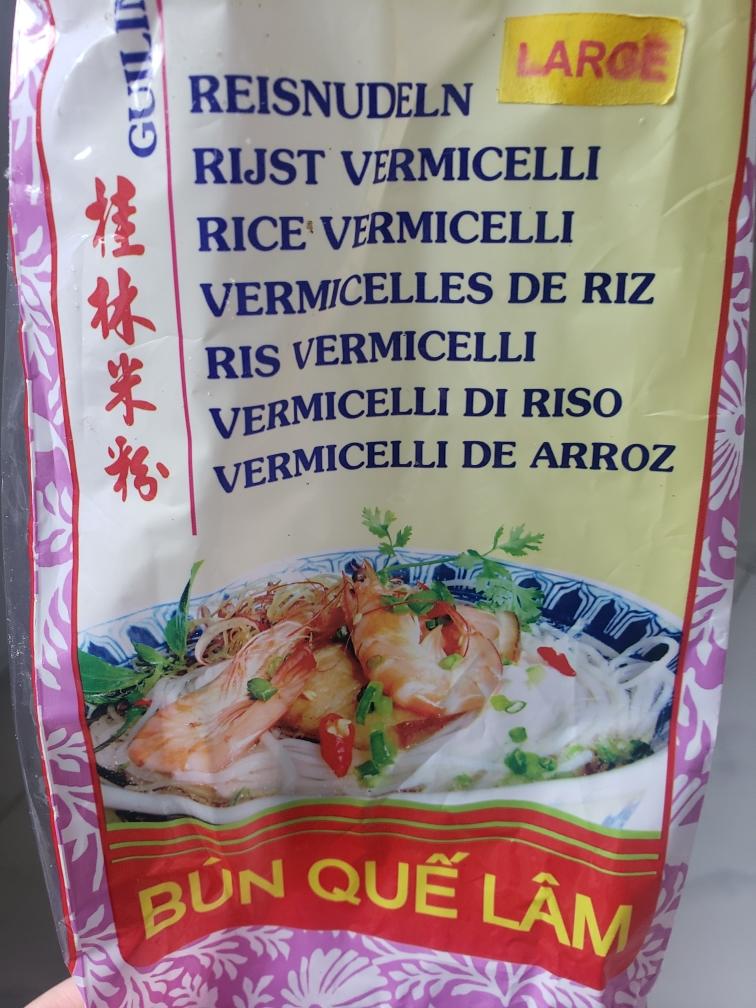 LARGE
REISNUDELN
RIJST VERMICELLI
RICE VERMICELLI
VERMICELLES DE RIZ
RIS VERMICELLI
VERMICELLI DI RISO
VERMICELLI DE ARROZ
桂林米粉
BÚN QUẾ LÂM